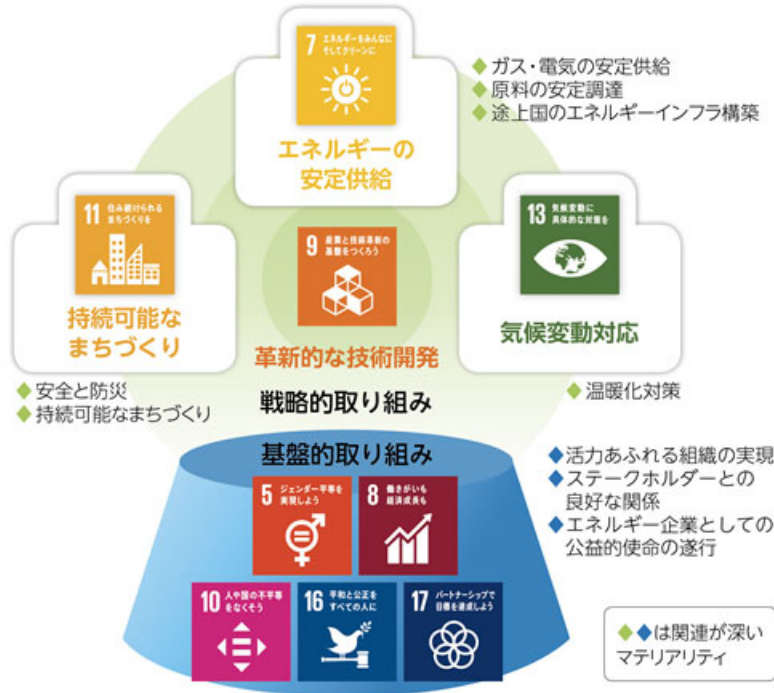 7 エネルギーをみんなに
そしてクリーンに
エネルギーの
安定供給
◆ガス・電気の安定供給
◆原料の安定調達
◆途上国のエネルギーインフラ構築
11 住み続けられる
まちづくりを
持続可能な
まちづくり
◆安全と防災
◆持続可能なまちづくり
9 産業と技術革新の
基盤をつくろう
革新的な技術開発
13 気候変動に
具体的な対策を
気候変動対応
◆温暖化対策
戦略的取り組み
基盤的取り組み
5 ジェンダー平等を
実現しよう
8 働きがいも
経済成長も
10 人や国の不平等
をなくそう
16 平和と公正を
すべての人に
17 パートナーシップで
目標を達成しよう
◆活力あふれる組織の実現
◆ステークホルダーとの
良好な関係
◆エネルギー企業としての
公益的使命の遂行
◆◆は関連が深い
マテリアリティ